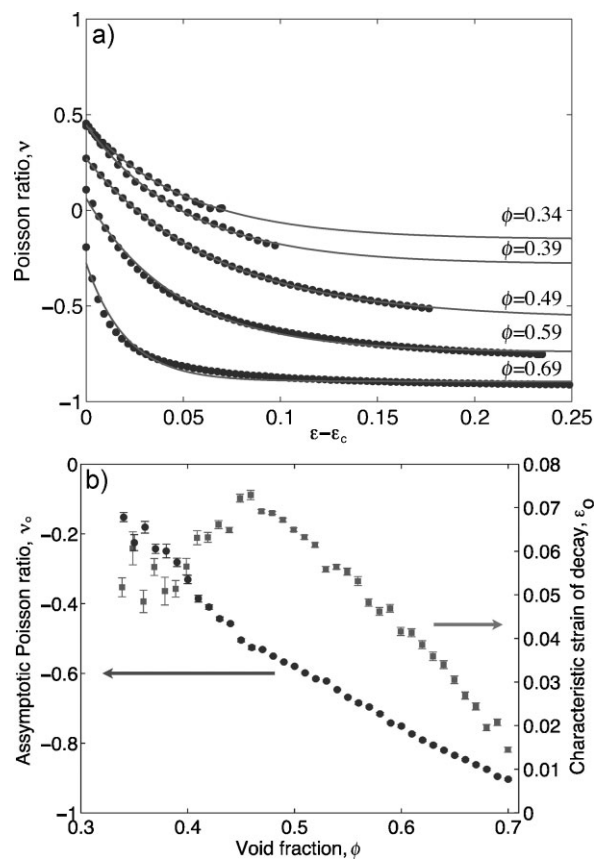 a)
1
0.5
0
−0.5
−1
Poisson ratio, ν
ϕ=0.34
ϕ=0.39
ϕ=0.49
ϕ=0.59
ϕ=0.69
0 0.05 0.1 0.15 0.2 0.25
ε−εc
b)
0
−0.2
−0.4
−0.6
−0.8
−1
Assymptotic Poisson ratio, νo
0.08
0.07
0.06
0.05
0.04
0.03
0.02
0.01
0
Characteristic strain of decay, εo
0.3 0.4 0.5 0.6 0.7
Void fraction, ϕ